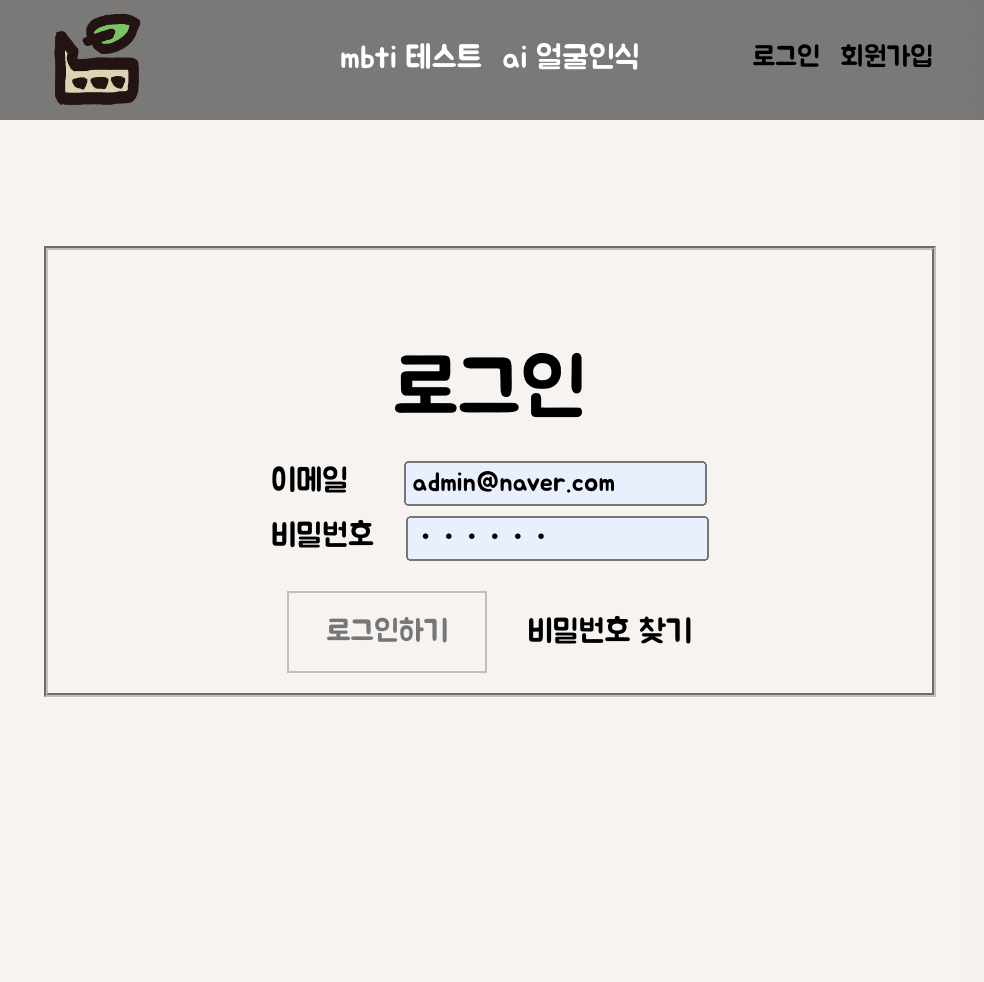 mbti 테스트 ai 얼굴인식 로그인 회원가입
로그인
이메일 admin@naver.com
비밀번호 ······
로그인하기 비밀번호 찾기